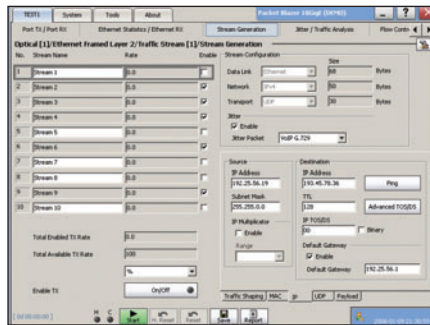 TEST1 System Tools About Packet Blazer 10GigE (8570) ?
Port TX / Port RX Ethernet Statistics / Ethernet RX Stream Generation Jitter / Traffic Analysis Flow Contr
Optical [1]/Ethernet Framed Layer 2/Traffic Stream [1]/Stream Generation
No. Stream Name Rate Enable
1 Stream 1 0.0
2 Stream 2 0.0
3 Stream 3 0.0
4 Stream 4 0.0
5 Stream 5 0.0
6 Stream 6 0.0
7 Stream 7 0.0
8 Stream 8 0.0
9 Stream 9 0.0
10 Stream 10 0.0
Total Enabled TX Rate 0.0
Total Available TX Rate 100
%
Enable TX On/Off
Stream Configuration
Size
Data Link Ethernet 68 Bytes
Network IPv4 50 Bytes
Transport UDP 30 Bytes
Jitter
Enable
Jitter Packet VoIP G.729
Source
IP Address
192.25.56.19
Subnet Mask
255.255.0.0
IP Multiplicator
Enable
Range
Destination
IP Address
193.45.78.36 Ping
TTL
128 Advanced TOS/DS
IP TOS/DS
00 Binary
Default Gateway
Enable
Default Gateway 192.25.56.1
Traffic Shaping MAC IP UDP Payload
H C Start H. Reset Reset Save Report